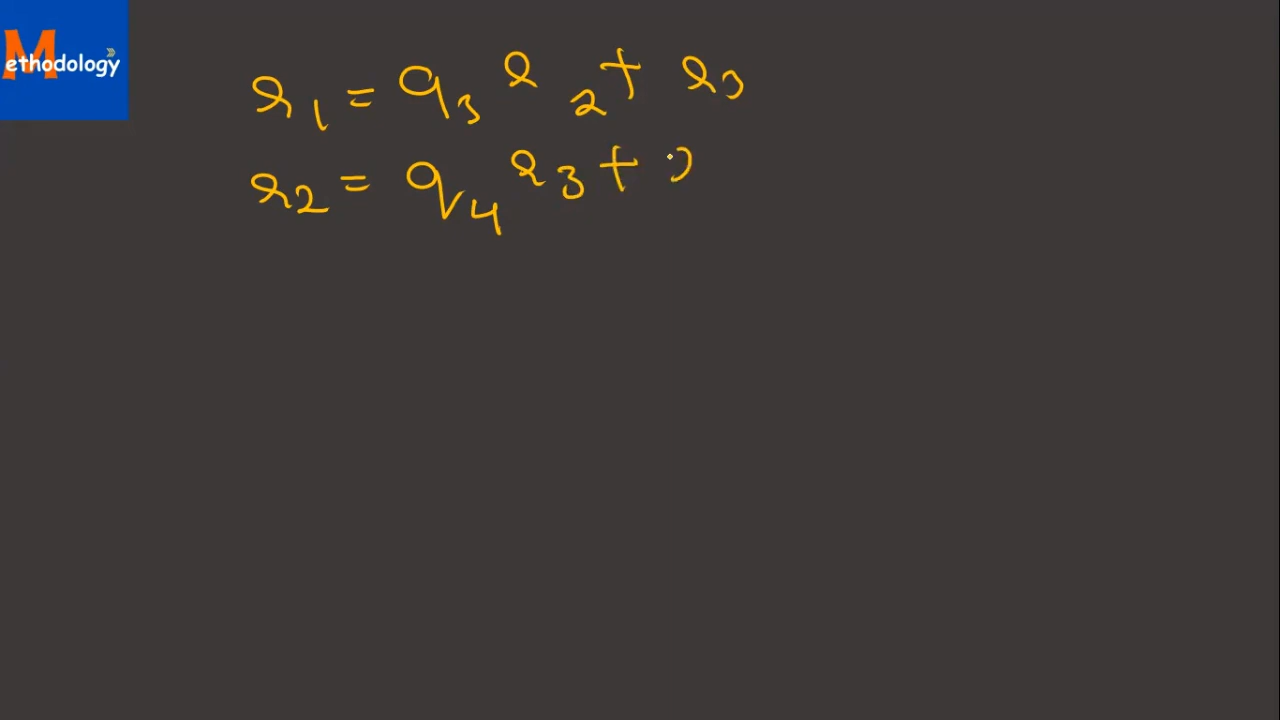 Methodology
r₁ = q₃ r₂ + r₃
r₂ = q₄ r₃ +